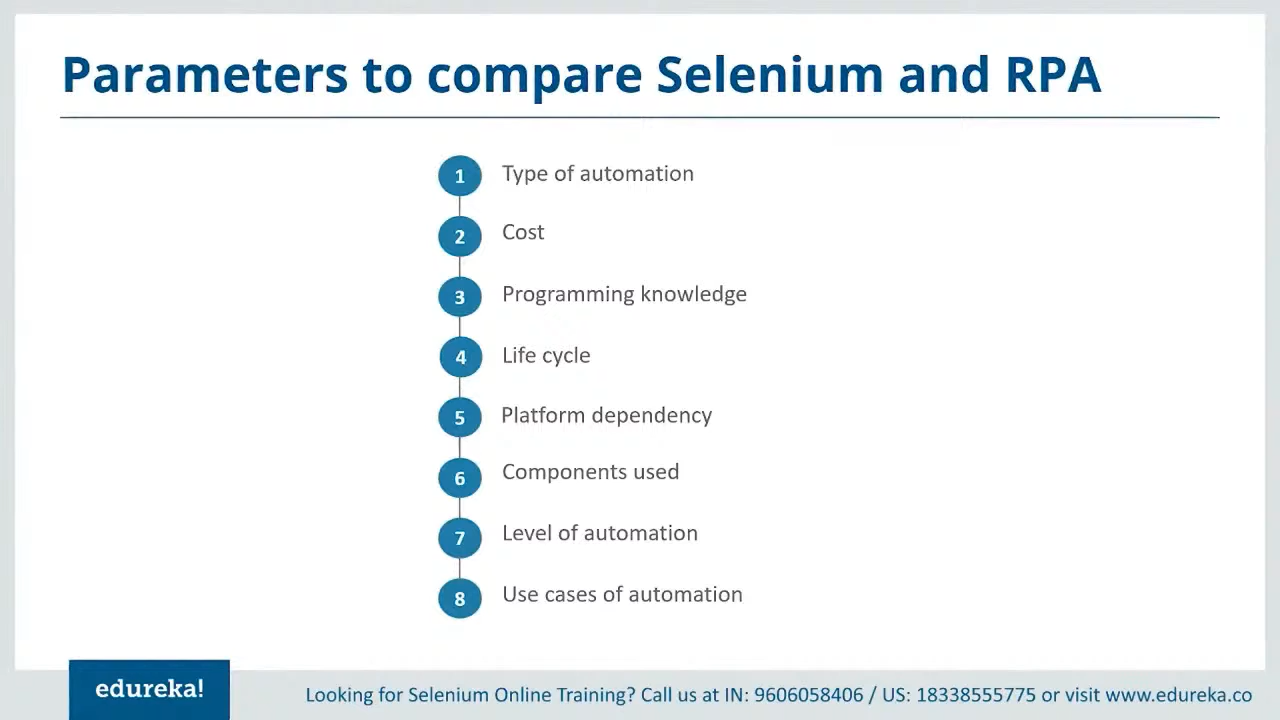 Parameters to compare Selenium and RPA
1 Type of automation
2 Cost
3 Programming knowledge
4 Life cycle
5 Platform dependency
6 Components used
7 Level of automation
8 Use cases of automation
edureka!
Looking for Selenium Online Training? Call us at IN: 9606058406 / US: 18338555775 or visit www.edureka.co